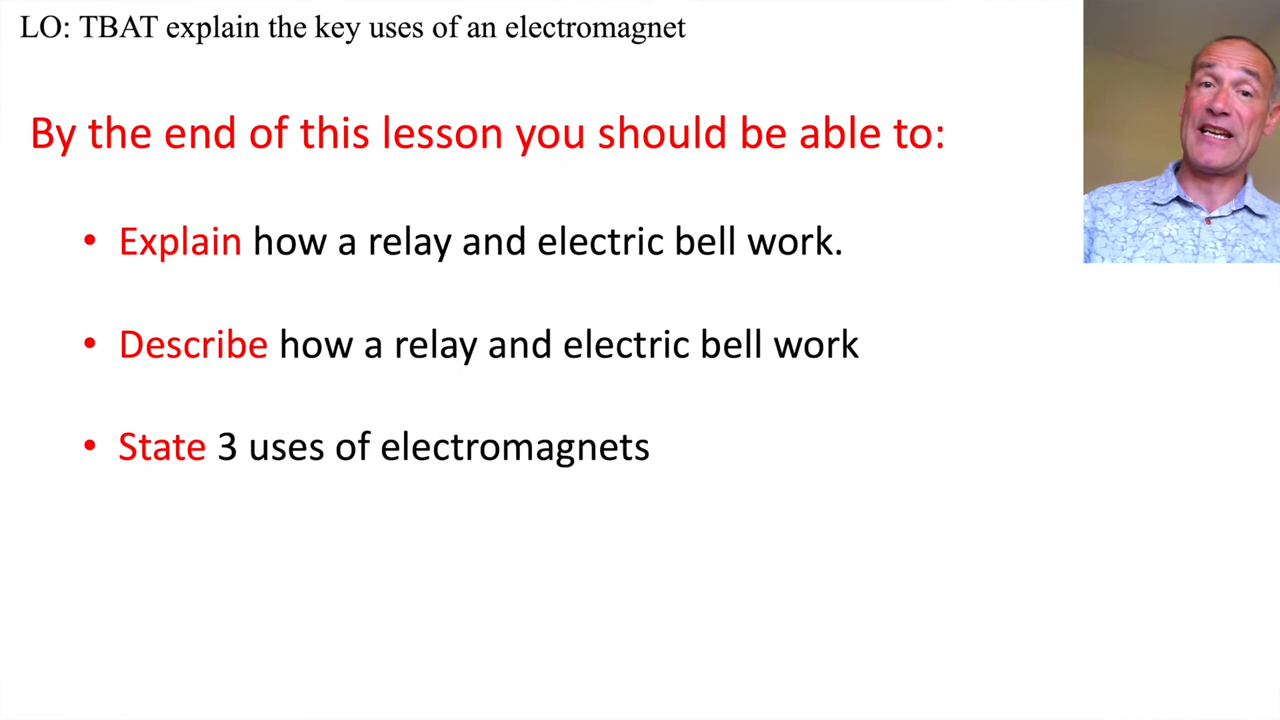 LO: TBAT explain the key uses of an electromagnet
By the end of this lesson you should be able to:
• Explain how a relay and electric bell work.
• Describe how a relay and electric bell work
• State 3 uses of electromagnets